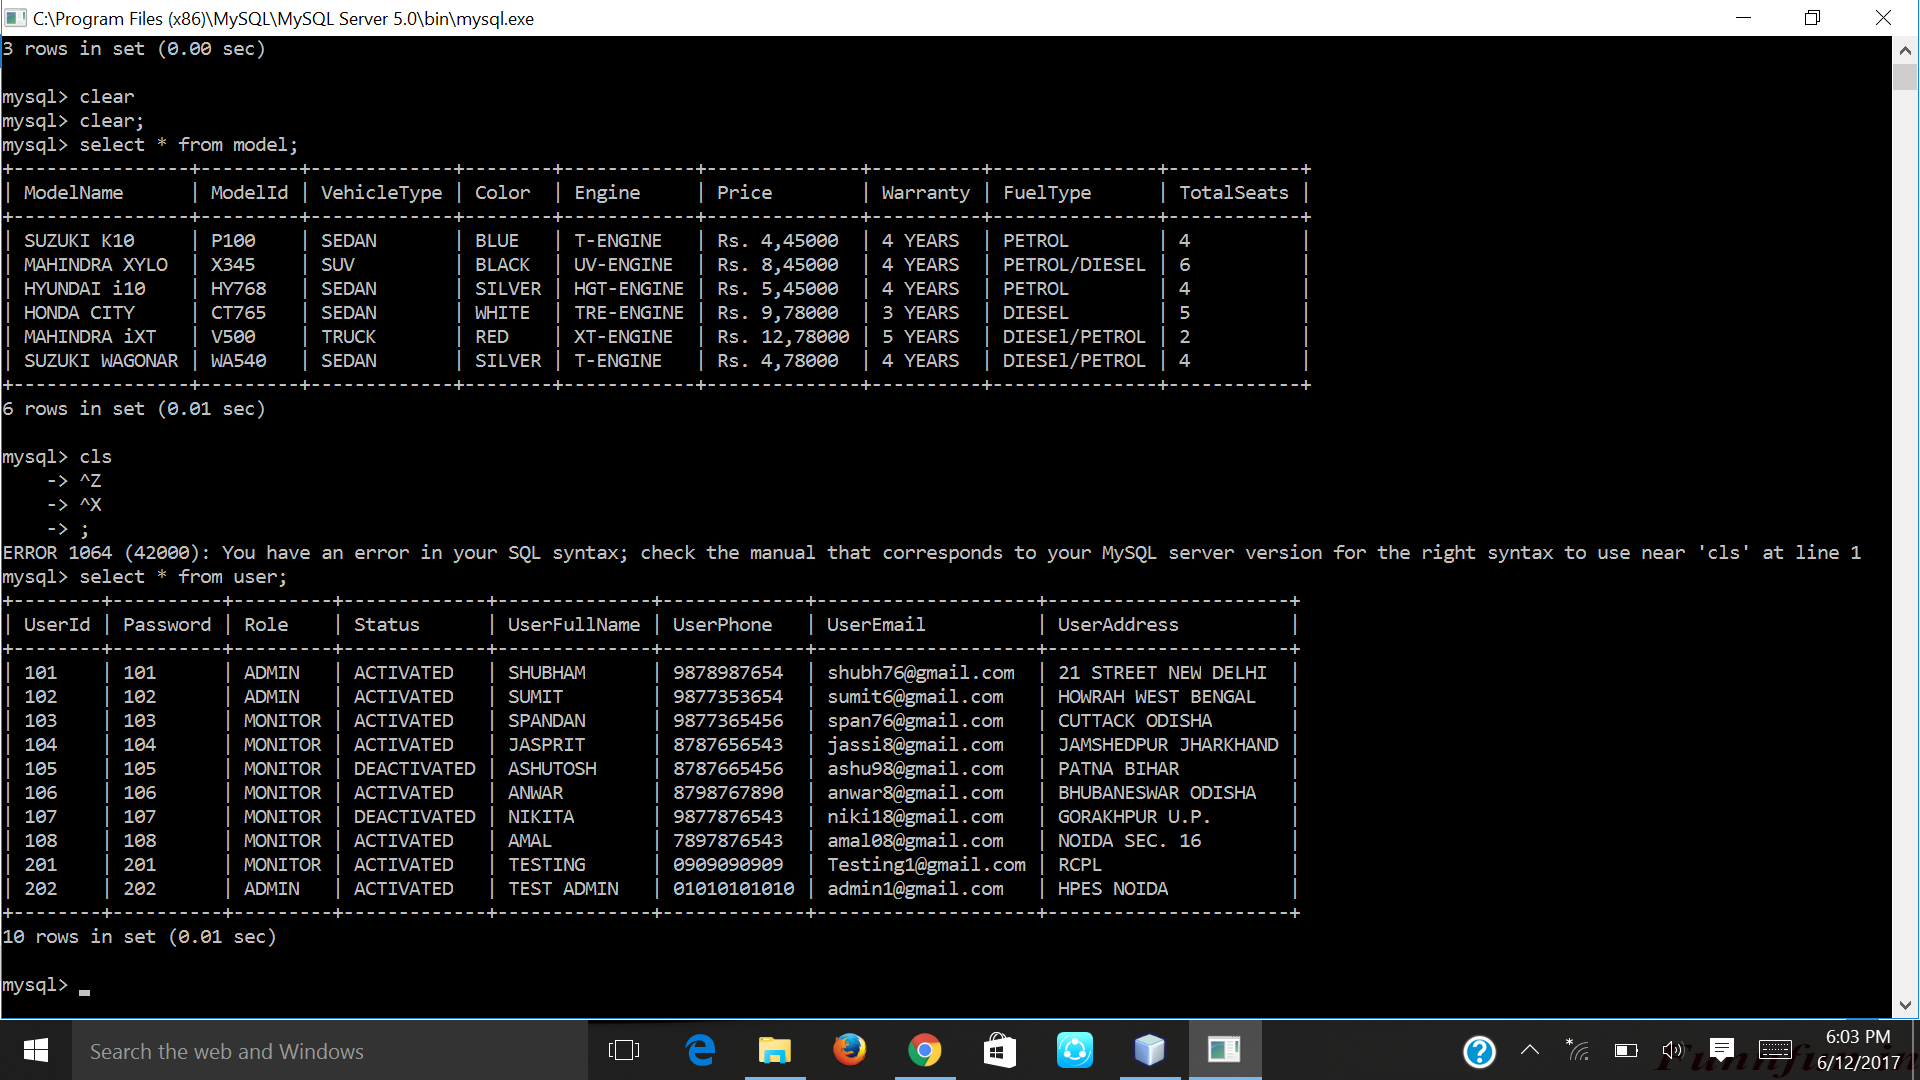 C:\Program Files (x86)\MySQL\MySQL Server 5.0\bin\mysql.exe
3 rows in set (0.00 sec)
mysql> clear
mysql> clear;
mysql> select * from model;
+----------------+---------+-------------+--------+------------+--------------+----------+---------------+------------+
| ModelName      | ModelId | VehicleType | Color  | Engine     | Price        | Warranty | FuelType      | TotalSeats |
+----------------+---------+-------------+--------+------------+--------------+----------+---------------+------------+
| SUZUKI K10     | P100    | SEDAN       | BLUE   | T-ENGINE   | Rs. 4,45000  | 4 YEARS  | PETROL        | 4          |
| MAHINDRA XYLO  | X345    | SUV         | BLACK  | UV-ENGINE  | Rs. 8,45000  | 4 YEARS  | PETROL/DIESEL | 6          |
| HYUNDAI i10    | HY768   | SEDAN       | SILVER | HGT-ENGINE | Rs. 5,45000  | 4 YEARS  | PETROL        | 4          |
| HONDA CITY     | CT765   | SEDAN       | WHITE  | TRE-ENGINE | Rs. 9,78000  | 3 YEARS  | DIESEL        | 5          |
| MAHINDRA iXT   | V500    | TRUCK       | RED    | XT-ENGINE  | Rs. 12,78000 | 5 YEARS  | DIESEl/PETROL | 2          |
| SUZUKI WAGONAR | WA540   | SEDAN       | SILVER | T-ENGINE   | Rs. 4,78000  | 4 YEARS  | DIESEl/PETROL | 4          |
+----------------+---------+-------------+--------+------------+--------------+----------+---------------+------------+
6 rows in set (0.01 sec)
mysql> cls
    -> ^Z
    -> ^X
    -> ;
ERROR 1064 (42000): You have an error in your SQL syntax; check the manual that corresponds to your MySQL server version for the right syntax to use near 'cls' at line 1
mysql> select * from user;
+--------+----------+---------+-------------+--------------+-------------+--------------------+----------------------+
| UserId | Password | Role    | Status      | UserFullName | UserPhone   | UserEmail          | UserAddress          |
+--------+----------+---------+-------------+--------------+-------------+--------------------+----------------------+
| 101    | 101      | ADMIN   | ACTIVATED   | SHUBHAM      | 9878987654  | shubh76@gmail.com  | 21 STREET NEW DELHI  |
| 102    | 102      | ADMIN   | ACTIVATED   | SUMIT        | 9877353654  | sumit6@gmail.com   | HOWRAH WEST BENGAL   |
| 103    | 103      | MONITOR | ACTIVATED   | SPANDAN      | 9877365456  | span76@gmail.com   | CUTTACK ODISHA       |
| 104    | 104      | MONITOR | ACTIVATED   | JASPRIT      | 8787656543  | jassi8@gmail.com   | JAMSHEDPUR JHARKHAND |
| 105    | 105      | MONITOR | DEACTIVATED | ASHUTOSH     | 8787665456  | ashu98@gmail.com   | PATNA BIHAR          |
| 106    | 106      | MONITOR | ACTIVATED   | ANWAR        | 8798767890  | anwar8@gmail.com   | BHUBANESWAR ODISHA   |
| 107    | 107      | MONITOR | DEACTIVATED | NIKITA       | 9877876543  | niki18@gmail.com   | GORAKHPUR U.P.       |
| 108    | 108      | MONITOR | ACTIVATED   | AMAL         | 7897876543  | amal08@gmail.com   | NOIDA SEC. 16        |
| 201    | 201      | MONITOR | ACTIVATED   | TESTING      | 0909090909  | Testing1@gmail.com | RCPL                 |
| 202    | 202      | ADMIN   | ACTIVATED   | TEST ADMIN   | 01010101010 | admin1@gmail.com   | HPES NOIDA           |
+--------+----------+---------+-------------+--------------+-------------+--------------------+----------------------+
10 rows in set (0.01 sec)
mysql> _
Search the web and Windows
6:03 PM
6/12/2017